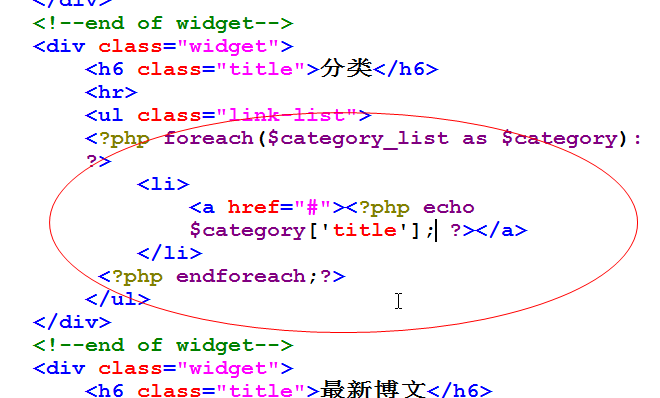 </div>
<!--end of widget-->
<div class="widget">
<h6 class="title">分类</h6>
<hr>
<ul class="link-list">
<?php foreach($category_list as $category):
?>
<li>
<a href="#"><?php echo
$category['title']; ?></a>
</li>
<?php endforeach;?>
</ul>
</div>
<!--end of widget-->
<div class="widget">
<h6 class="title">最新博文</h6>